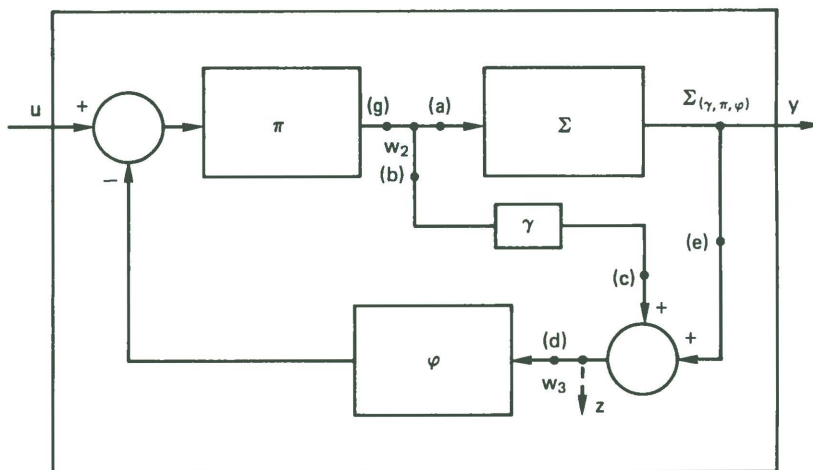 u
+
−
π
(g)
w₂
(a)
(b)
Σ
Σ(γ, π, φ)
y
γ
(c)
(e)
+
+
φ
(d)
w₃
z